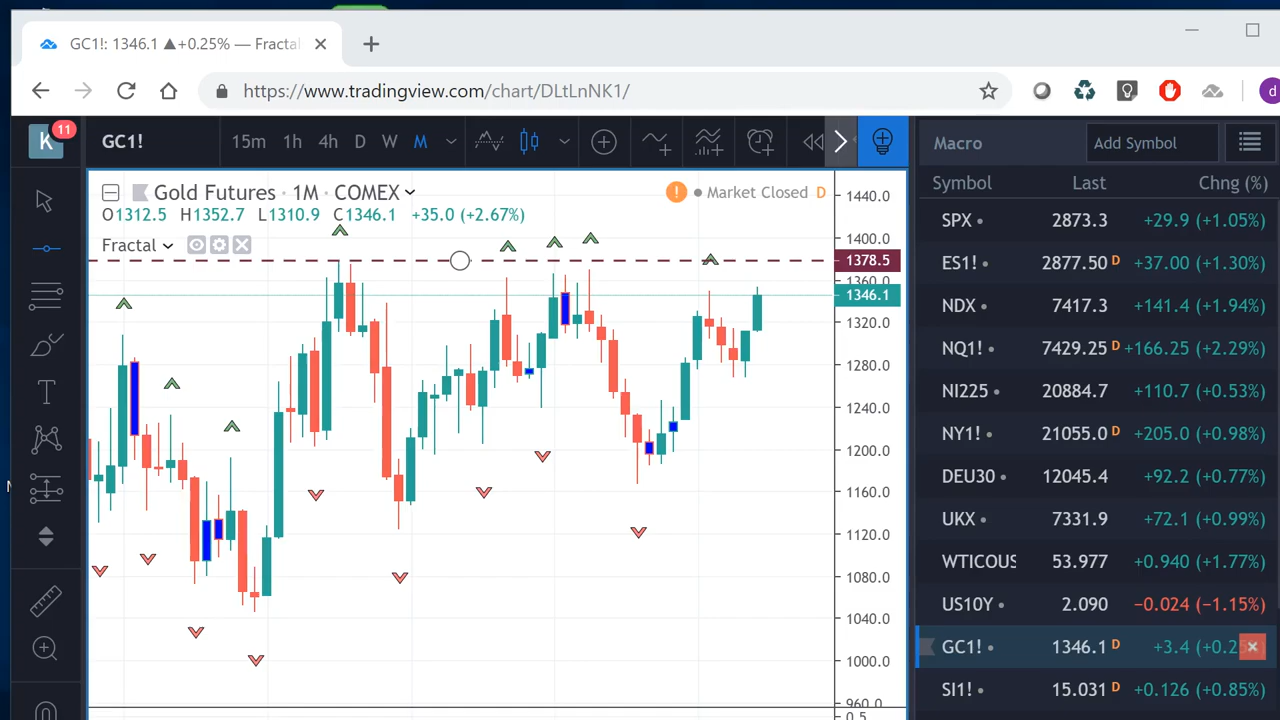 GC1!: 1346.1 ▲+0.25% — Fractal
https://www.tradingview.com/chart/DLtLnNK1/
K
11
GC1!
15m 1h 4h D W M
Macro
Add Symbol
Gold Futures · 1M · COMEX
Market Closed D
O1312.5 H1352.7 L1310.9 C1346.1 +35.0 (+2.67%)
Fractal
1440.0
1400.0
1378.5
1360.0
1346.1
1320.0
1280.0
1240.0
1200.0
1160.0
1120.0
1080.0
1040.0
1000.0
960.0
0.5
Symbol Last Chng (%)
SPX 2873.3 +29.9 (+1.05%)
ES1! 2877.50 D +37.00 (+1.30%)
NDX 7417.3 +141.4 (+1.94%)
NQ1! 7429.25 D +166.25 (+2.29%)
NI225 20884.7 +110.7 (+0.53%)
NY1! 21055.0 D +205.0 (+0.98%)
DEU30 12045.4 +92.2 (+0.77%)
UKX 7331.9 +72.1 (+0.99%)
WTICOUS 53.977 +0.940 (+1.77%)
US10Y 2.090 −0.024 (−1.15%)
GC1! 1346.1 D +3.4 (+0.25%)
SI1! 15.031 D +0.126 (+0.85%)